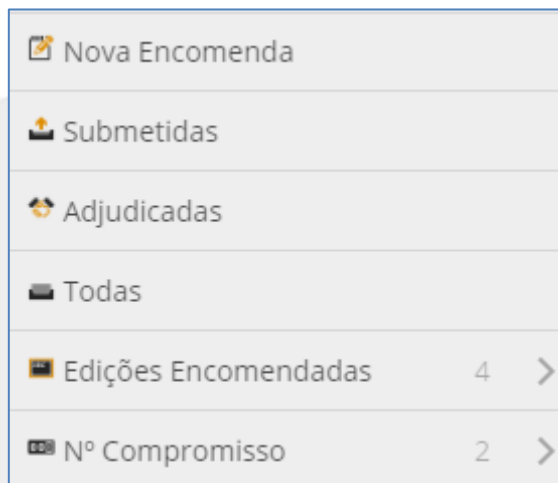 Nova Encomenda
Submetidas
Adjudicadas
Todas
Edições Encomendadas 4
Nº Compromisso 2